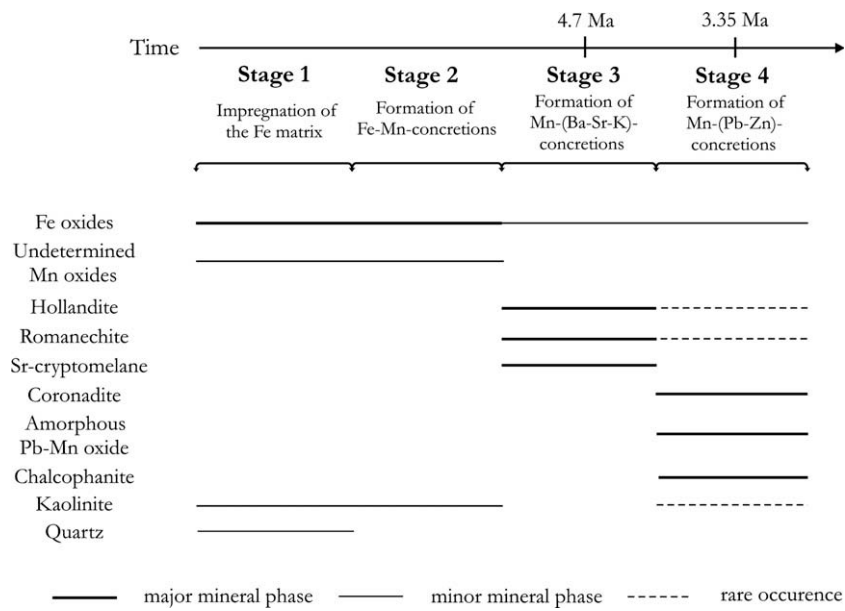 4.7 Ma 3.35 Ma
Time
Stage 1 Stage 2 Stage 3 Stage 4
Impregnation of
the Fe matrix
Formation of
Fe-Mn-concretions
Formation of
Mn-(Ba-Sr-K)-
concretions
Formation of
Mn-(Pb-Zn)-
concretions
Fe oxides
Undetermined
Mn oxides
Hollandite
Romanechite
Sr-cryptomelane
Coronadite
Amorphous
Pb-Mn oxide
Chalcophanite
Kaolinite
Quartz
major mineral phase minor mineral phase rare occurence